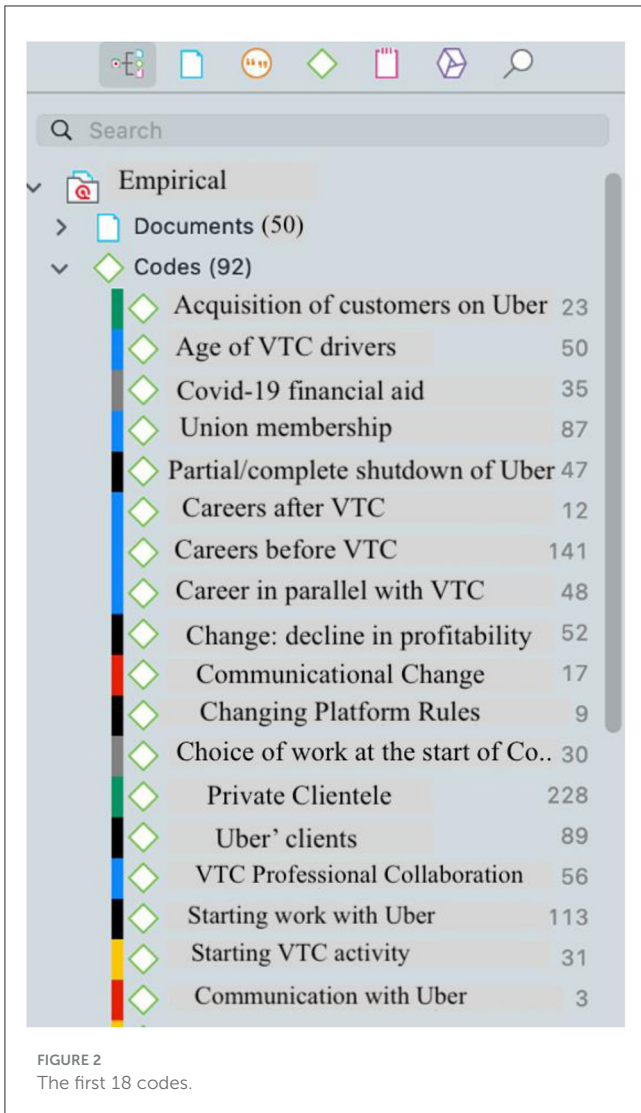 Search
Empirical
Documents (50)
Codes (92)
Acquisition of customers on Uber 23
Age of VTC drivers 50
Covid-19 financial aid 35
Union membership 87
Partial/complete shutdown of Uber 47
Careers after VTC 12
Careers before VTC 141
Career in parallel with VTC 48
Change: decline in profitability 52
Communicational Change 17
Changing Platform Rules 9
Choice of work at the start of Co.. 30
Private Clientele 228
Uber’ clients 89
VTC Professional Collaboration 56
Starting work with Uber 113
Starting VTC activity 31
Communication with Uber 3
FIGURE 2
The first 18 codes.